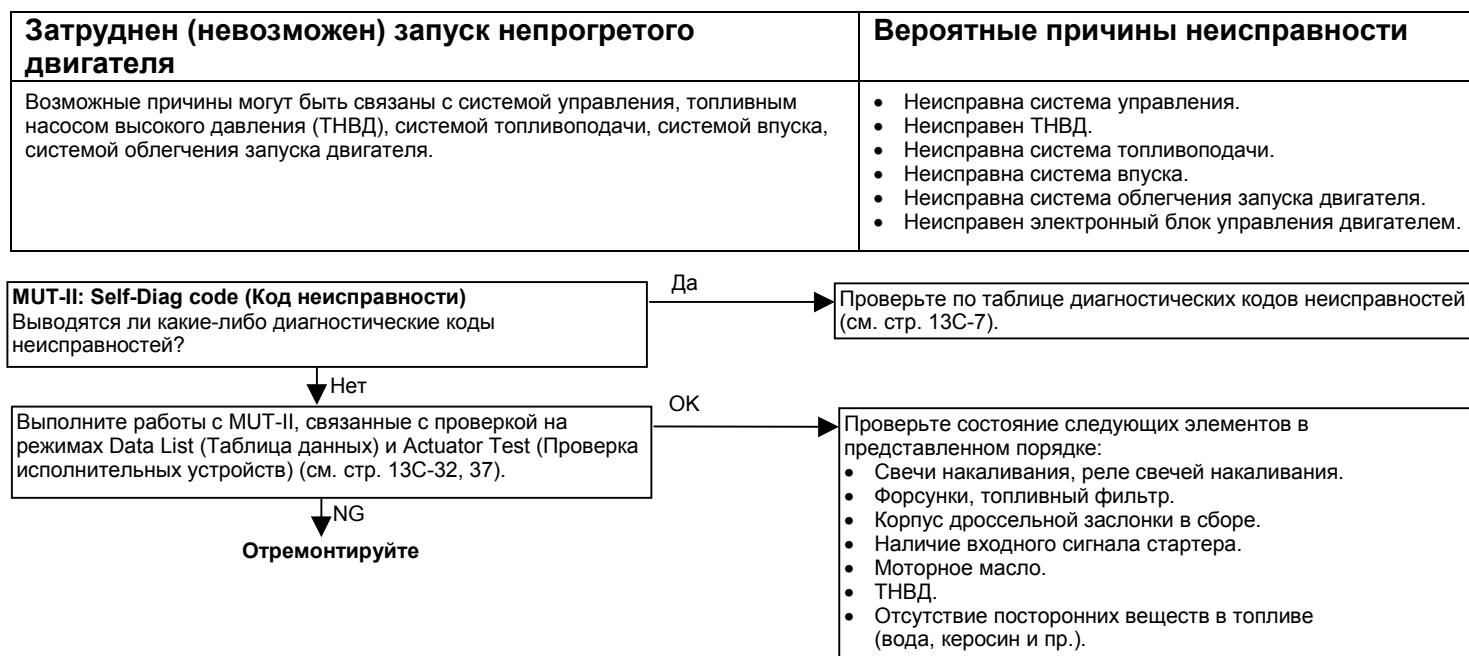 Затруднен (невозможен) запуск непрогретого
двигателя
Вероятные причины неисправности
Возможные причины могут быть связаны с системой управления, топливным
насосом высокого давления (ТНВД), системой топливоподачи, системой впуска,
системой облегчения запуска двигателя.
• Неисправна система управления.
• Неисправен ТНВД.
• Неисправна система топливоподачи.
• Неисправна система впуска.
• Неисправна система облегчения запуска двигателя.
• Неисправен электронный блок управления двигателем.
MUT-II: Self-Diag code (Код неисправности)
Выводятся ли какие-либо диагностические коды
неисправностей?
Да
Проверьте по таблице диагностических кодов неисправностей
(см. стр. 13C-7).
Нет
Выполните работы с MUT-II, связанные с проверкой на
режимах Data List (Таблица данных) и Actuator Test (Проверка
исполнительных устройств) (см. стр. 13C-32, 37).
OK
Проверьте состояние следующих элементов в
представленном порядке:
• Свечи накаливания, реле свечей накаливания.
• Форсунки, топливный фильтр.
• Корпус дроссельной заслонки в сборе.
• Наличие входного сигнала стартера.
• Моторное масло.
• ТНВД.
• Отсутствие посторонних веществ в топливе
(вода, керосин и пр.).
NG
Отремонтируйте